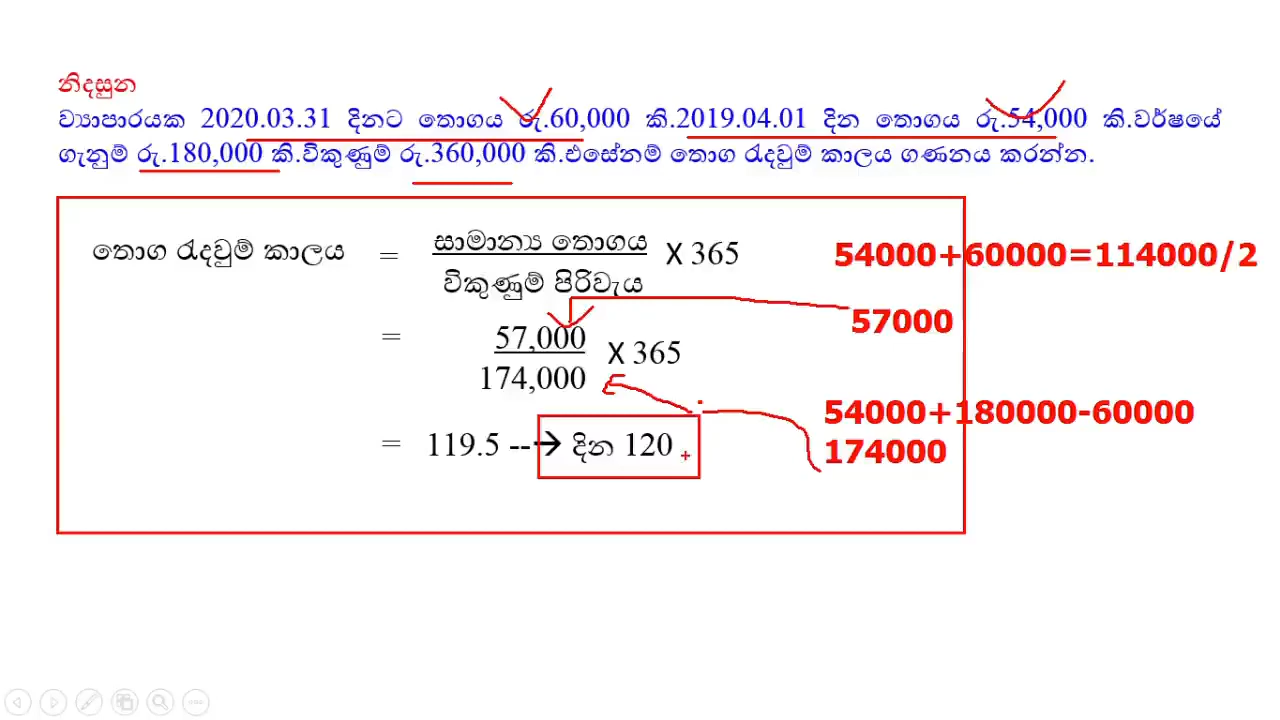 නිදසුන
ව්‍යාපාරයක 2020.03.31 දිනට තොගය රු.60,000 කි.2019.04.01 දින තොගය රු.54,000 කි.වර්ෂයේ
ගැනුම් රු.180,000 කි.විකුණුම් රු.360,000 කි.එසේනම් තොග රැඳවුම් කාලය ගණනය කරන්න.
තොග රැදවුම් කාලය = සාමාන්‍ය තොගය X 365
විකුණුම් පිරිවැය
54000+60000=114000/2
57000
= 57,000 X 365
174,000
54000+180000-60000
174000
= 119.5 --→ දින 120